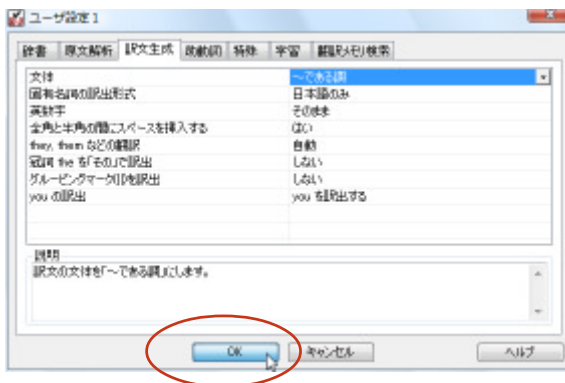 ユーザ設定 1
辞書 原文解析 訳文生成 助動詞 特殊 学習 翻訳メモリ検索
文体 ～である調
固有名詞の訳出形式 日本語のみ
英数字 そのまま
全角と半角の間にスペースを挿入する はい
they, them などの翻訳 自動
冠詞 the を「その」で訳出 しない
グルーピングマーク[]を訳出 しない
you の訳出 you を訳出する
説明
訳文の文体を「～である調」にします。
OK キャンセル ヘルプ